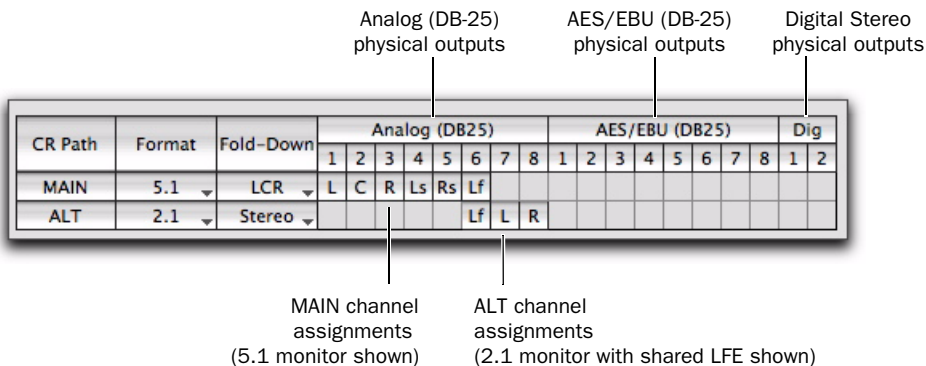 Analog (DB-25)
physical outputs
AES/EBU (DB-25)
physical outputs
Digital Stereo
physical outputs
CR Path Format Fold-Down Analog (DB25) AES/EBU (DB25) Dig
1 2 3 4 5 6 7 8 1 2 3 4 5 6 7 8 1 2
MAIN 5.1 LCR L C R Ls Rs Lf
ALT 2.1 Stereo Lf L R
MAIN channel
assignments
(5.1 monitor shown)
ALT channel
assignments
(2.1 monitor with shared LFE shown)